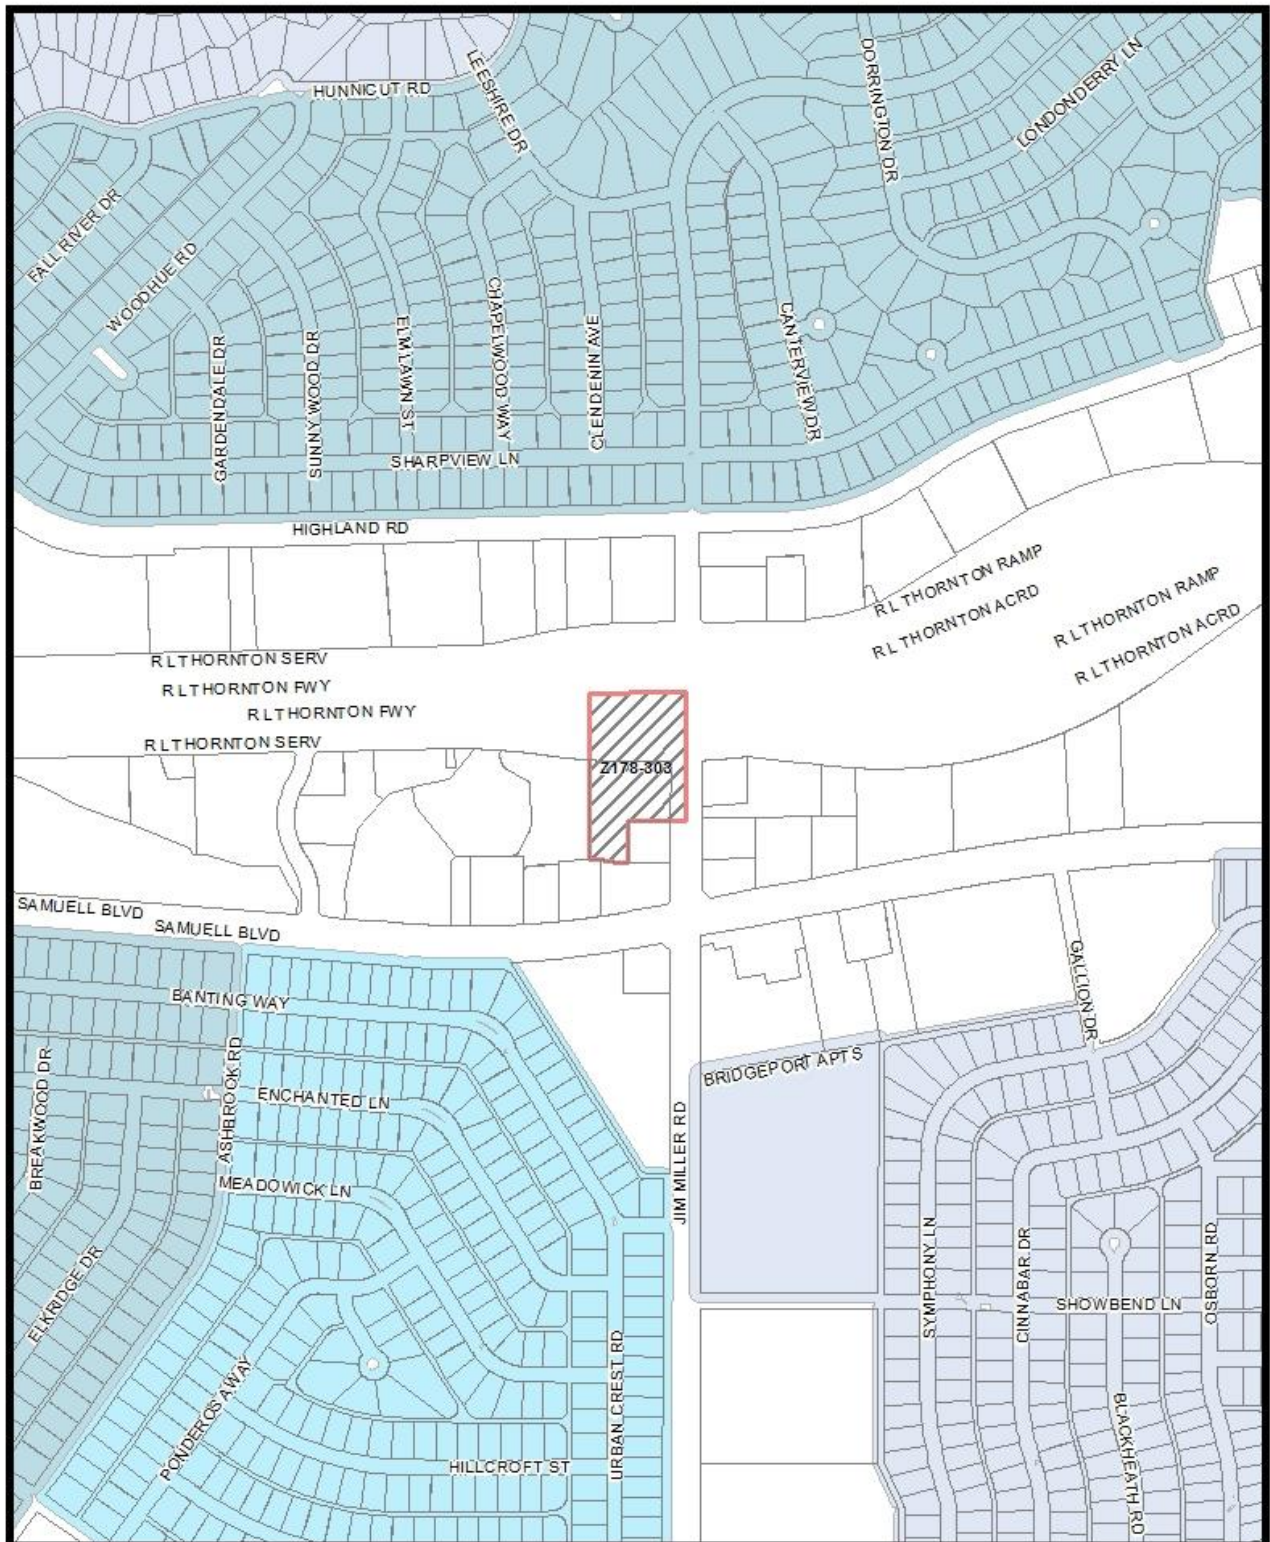 HUNNICUT RD
LEESHIRE DR
DORRINGTON DR
LONDONDERRY LN
FALL RIVER DR
WOODHUE RD
GARDENDALE DR
SUNNYWOOD DR
ELMLAWN ST
CHAPELWOOD WAY
CLENDENIN AVE
CANTERVIEW DR
SHARPVIEW LN
HIGHLAND RD
R L THORNTON RAMP
R L THORNTON ACRD
R L THORNTON RAMP
R L THORNTON ACRD
R L THORNTON SERV
R L THORNTON FWY
R L THORNTON FWY
R L THORNTON SERV
Z178-303
SAMUELL BLVD
SAMUELL BLVD
BANTING WAY
GALLION DR
BREAKWOOD DR
ASHBROOK RD
ENCHANTED LN
BRIDGEPORT APTS
MEADOWICK LN
JIM MILLER RD
ELKRIDGE DR
SYMPHONY LN
CINNABAR DR
SHOWBEND LN
OSBORN RD
PONDEROSA WAY
URBAN CREST RD
BLACKHEATH RD
HILLCROFT ST